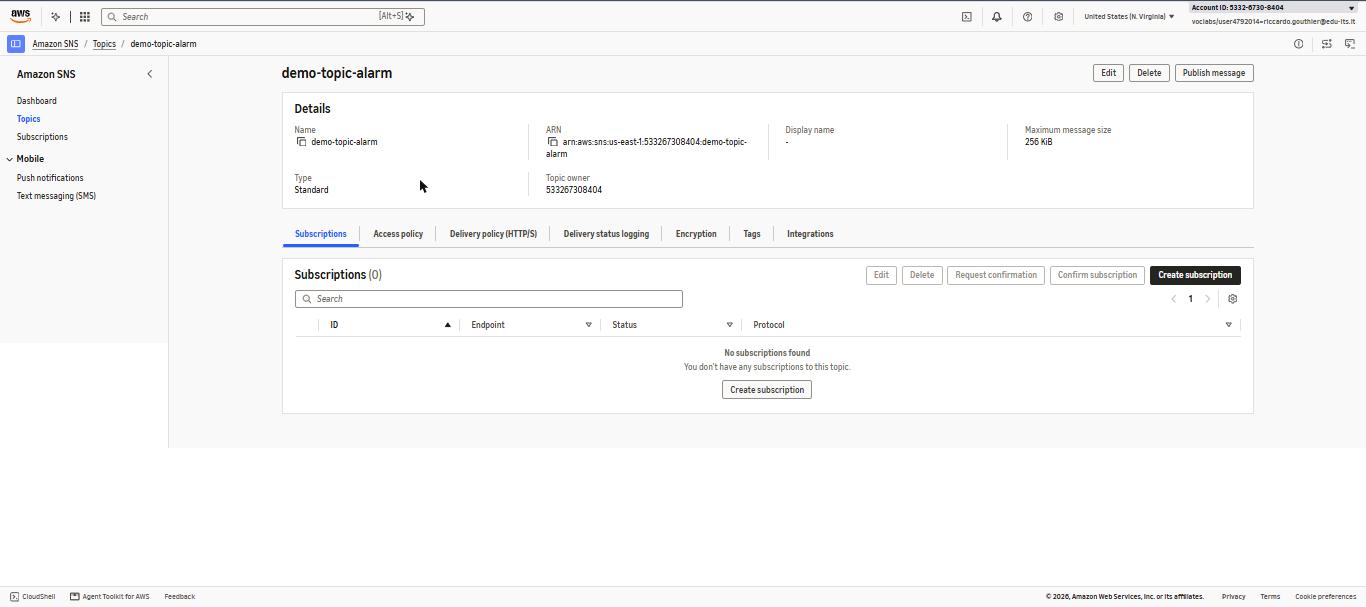 aws
Search
[Alt+S]
United States (N. Virginia)
Account ID: 5332-6730-8404
voclabs/user4792014=riccardo.gouthier@edu-its.it
Amazon SNS / Topics / demo-topic-alarm
Amazon SNS
Dashboard
Topics
Subscriptions
Mobile
Push notifications
Text messaging (SMS)
demo-topic-alarm
Edit
Delete
Publish message
Details
Name
demo-topic-alarm
ARN
arn:aws:sns:us-east-1:533267308404:demo-topic-
alarm
Display name
-
Maximum message size
256 KiB
Type
Standard
Topic owner
533267308404
Subscriptions
Access policy
Delivery policy (HTTP/S)
Delivery status logging
Encryption
Tags
Integrations
Subscriptions (0)
Edit
Delete
Request confirmation
Confirm subscription
Create subscription
Search
1
ID
Endpoint
Status
Protocol
No subscriptions found
You don't have any subscriptions to this topic.
Create subscription
CloudShell
Agent Toolkit for AWS
Feedback
© 2026, Amazon Web Services, Inc. or its affiliates.
Privacy
Terms
Cookie preferences